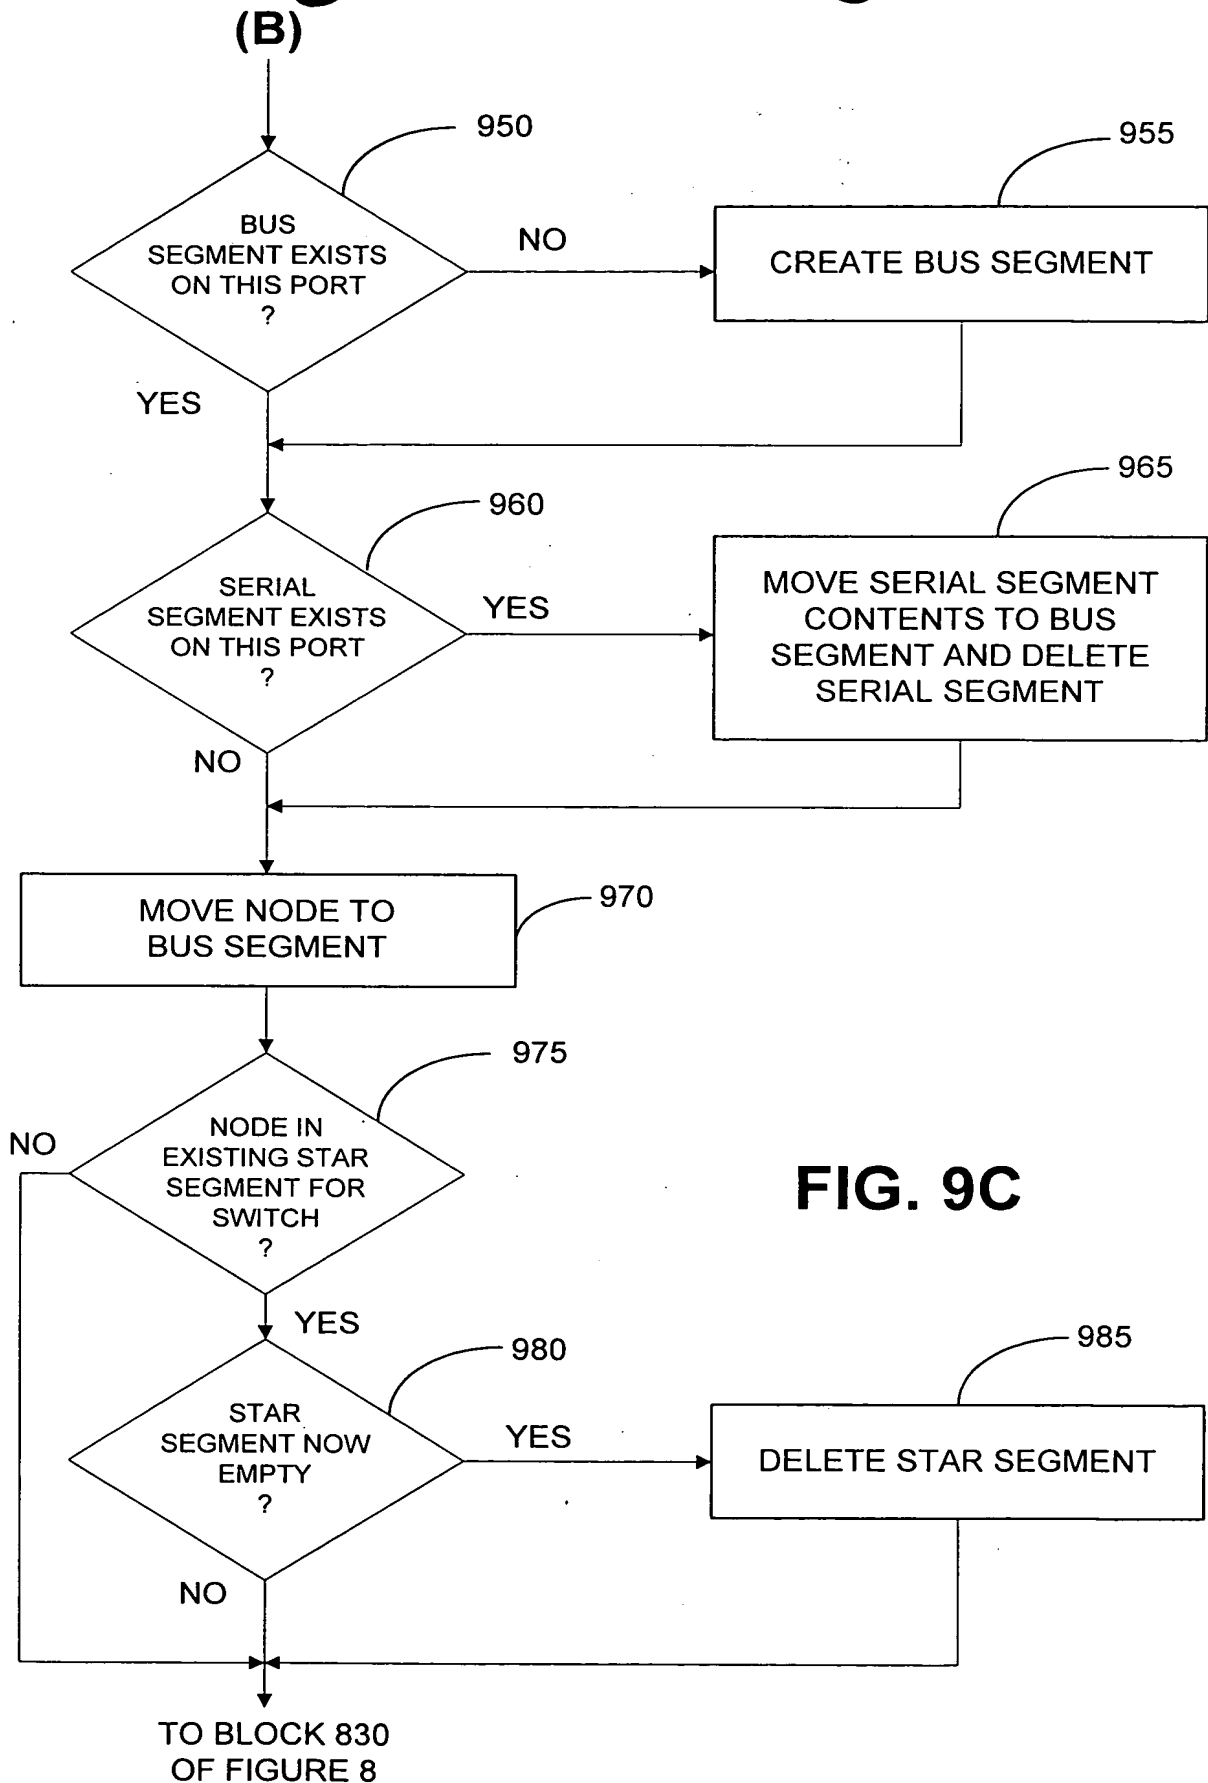 (B)
950
BUS
SEGMENT EXISTS
ON THIS PORT
?
NO
955
CREATE BUS SEGMENT
YES
960
SERIAL
SEGMENT EXISTS
ON THIS PORT
?
YES
965
MOVE SERIAL SEGMENT
CONTENTS TO BUS
SEGMENT AND DELETE
SERIAL SEGMENT
NO
MOVE NODE TO
BUS SEGMENT
970
975
NODE IN
EXISTING STAR
SEGMENT FOR
SWITCH
?
NO
YES
FIG. 9C
980
STAR
SEGMENT NOW
EMPTY
?
YES
985
DELETE STAR SEGMENT
NO
TO BLOCK 830
OF FIGURE 8